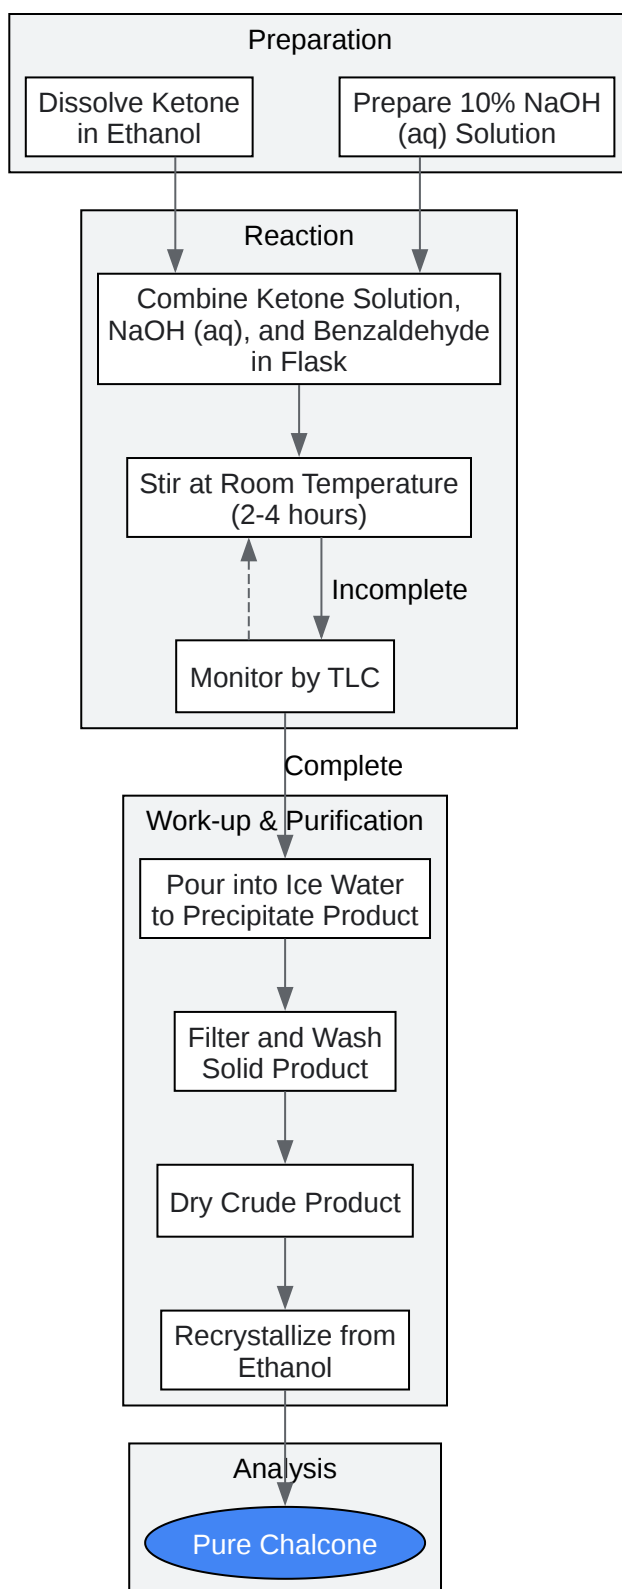 Preparation
Dissolve Ketone
in Ethanol
Prepare 10% NaOH
(aq) Solution
Reaction
Combine Ketone Solution,
NaOH (aq), and Benzaldehyde
in Flask
Stir at Room Temperature
(2-4 hours)
Incomplete
Monitor by TLC
Complete
Work-up & Purification
Pour into Ice Water
to Precipitate Product
Filter and Wash
Solid Product
Dry Crude Product
Recrystallize from
Ethanol
Analysis
Pure Chalcone